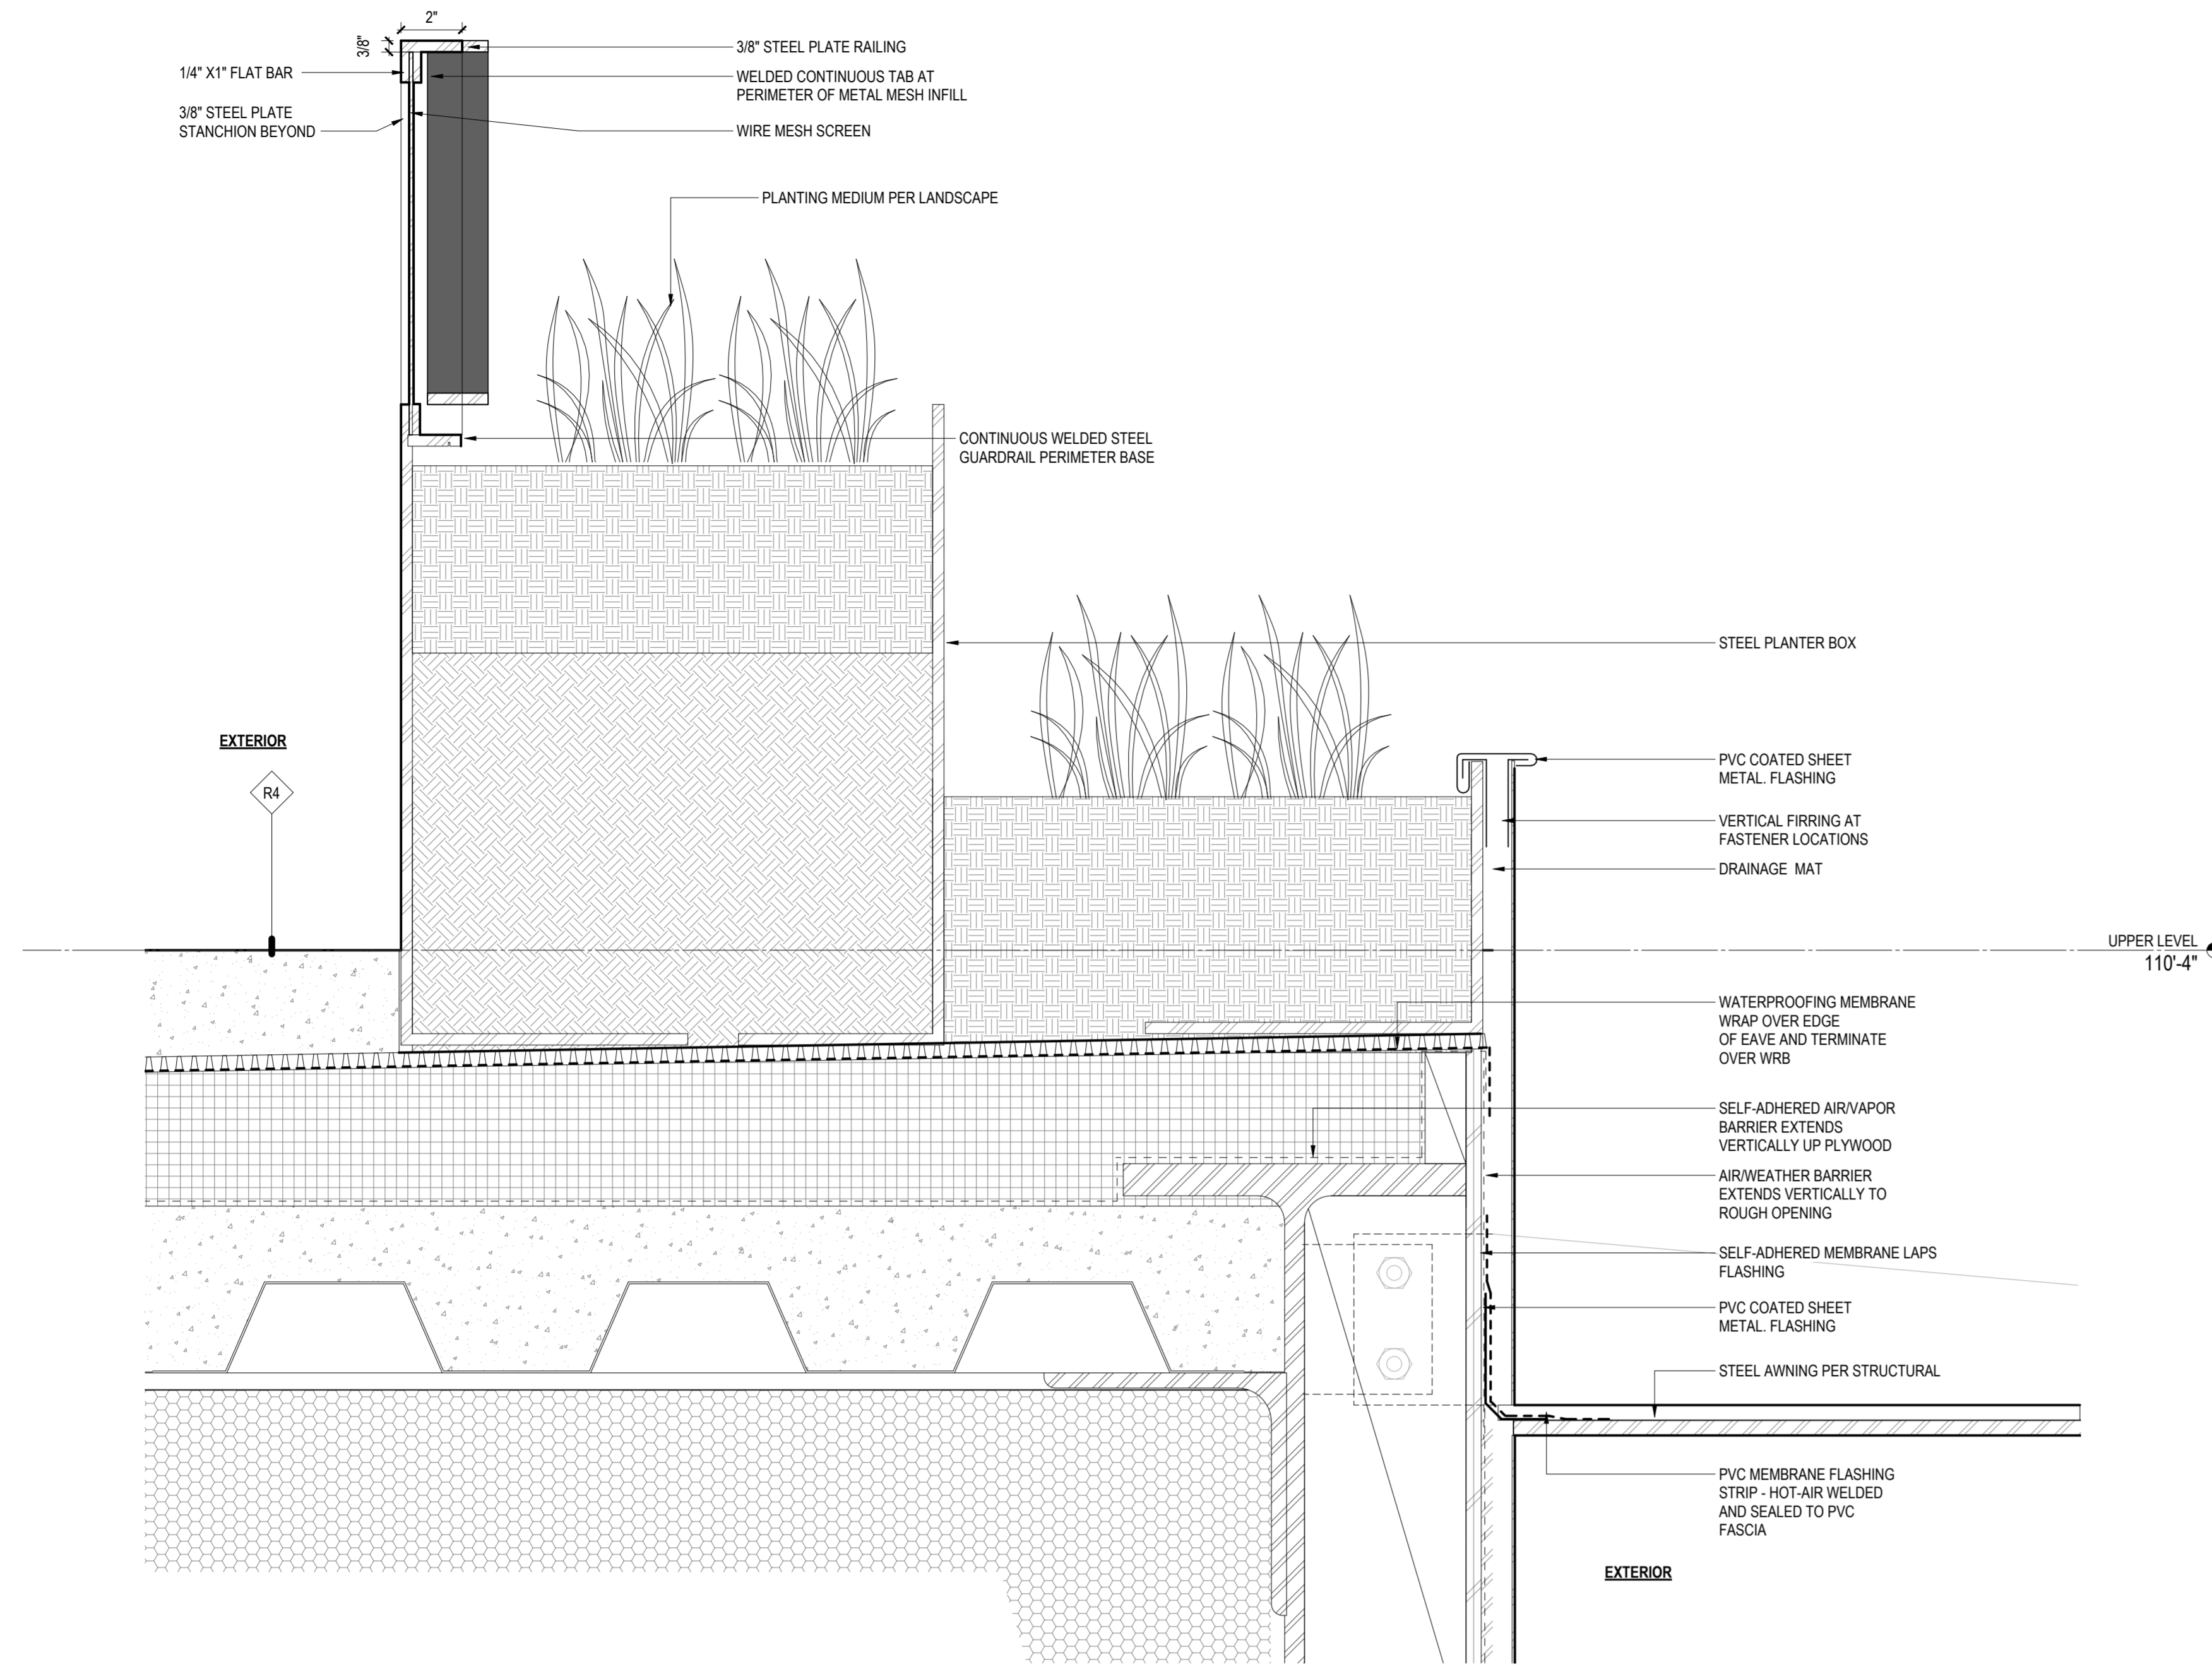 2"
3/8"
3/8" STEEL PLATE RAILING
1/4" X1" FLAT BAR
WELDED CONTINUOUS TAB AT
PERIMETER OF METAL MESH INFILL
3/8" STEEL PLATE
STANCHION BEYOND
WIRE MESH SCREEN
PLANTING MEDIUM PER LANDSCAPE
CONTINUOUS WELDED STEEL
GUARDRAIL PERIMETER BASE
STEEL PLANTER BOX
EXTERIOR
R4
PVC COATED SHEET
METAL. FLASHING
VERTICAL FIRRING AT
FASTENER LOCATIONS
DRAINAGE MAT
UPPER LEVEL
110'-4"
WATERPROOFING MEMBRANE
WRAP OVER EDGE
OF EAVE AND TERMINATE
OVER WRB
SELF-ADHERED AIR/VAPOR
BARRIER EXTENDS
VERTICALLY UP PLYWOOD
AIR/WEATHER BARRIER
EXTENDS VERTICALLY TO
ROUGH OPENING
SELF-ADHERED MEMBRANE LAPS
FLASHING
PVC COATED SHEET
METAL. FLASHING
STEEL AWNING PER STRUCTURAL
PVC MEMBRANE FLASHING
STRIP - HOT-AIR WELDED
AND SEALED TO PVC
FASCIA
EXTERIOR